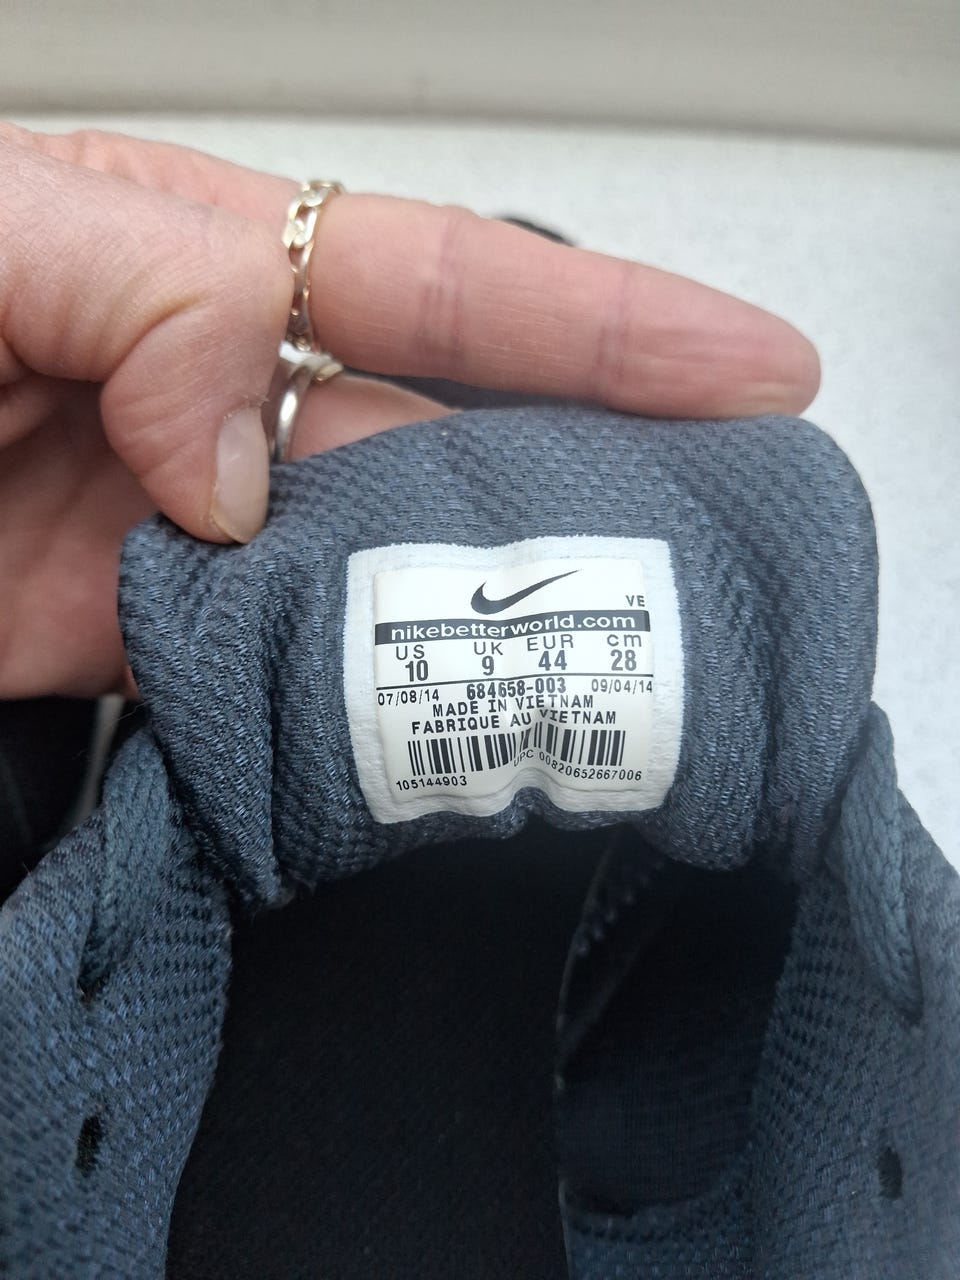 VE
nikebetterworld.com
US UK EUR cm
10 9 44 28
07/08/14 684658-003 09/04/14
MADE IN VIETNAM
FABRIQUE AU VIETNAM
UPC 00820652667006
105144903